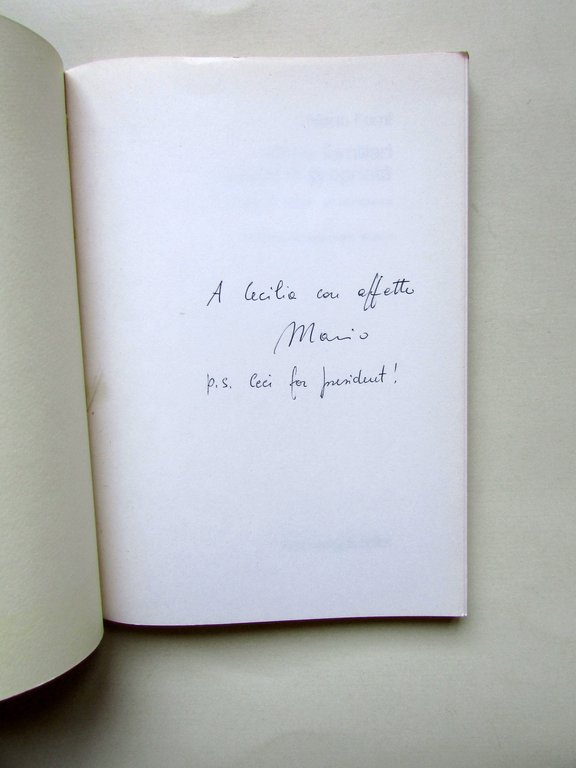 A Cecilia con affetto
Mario
p.s. Ceci for president!